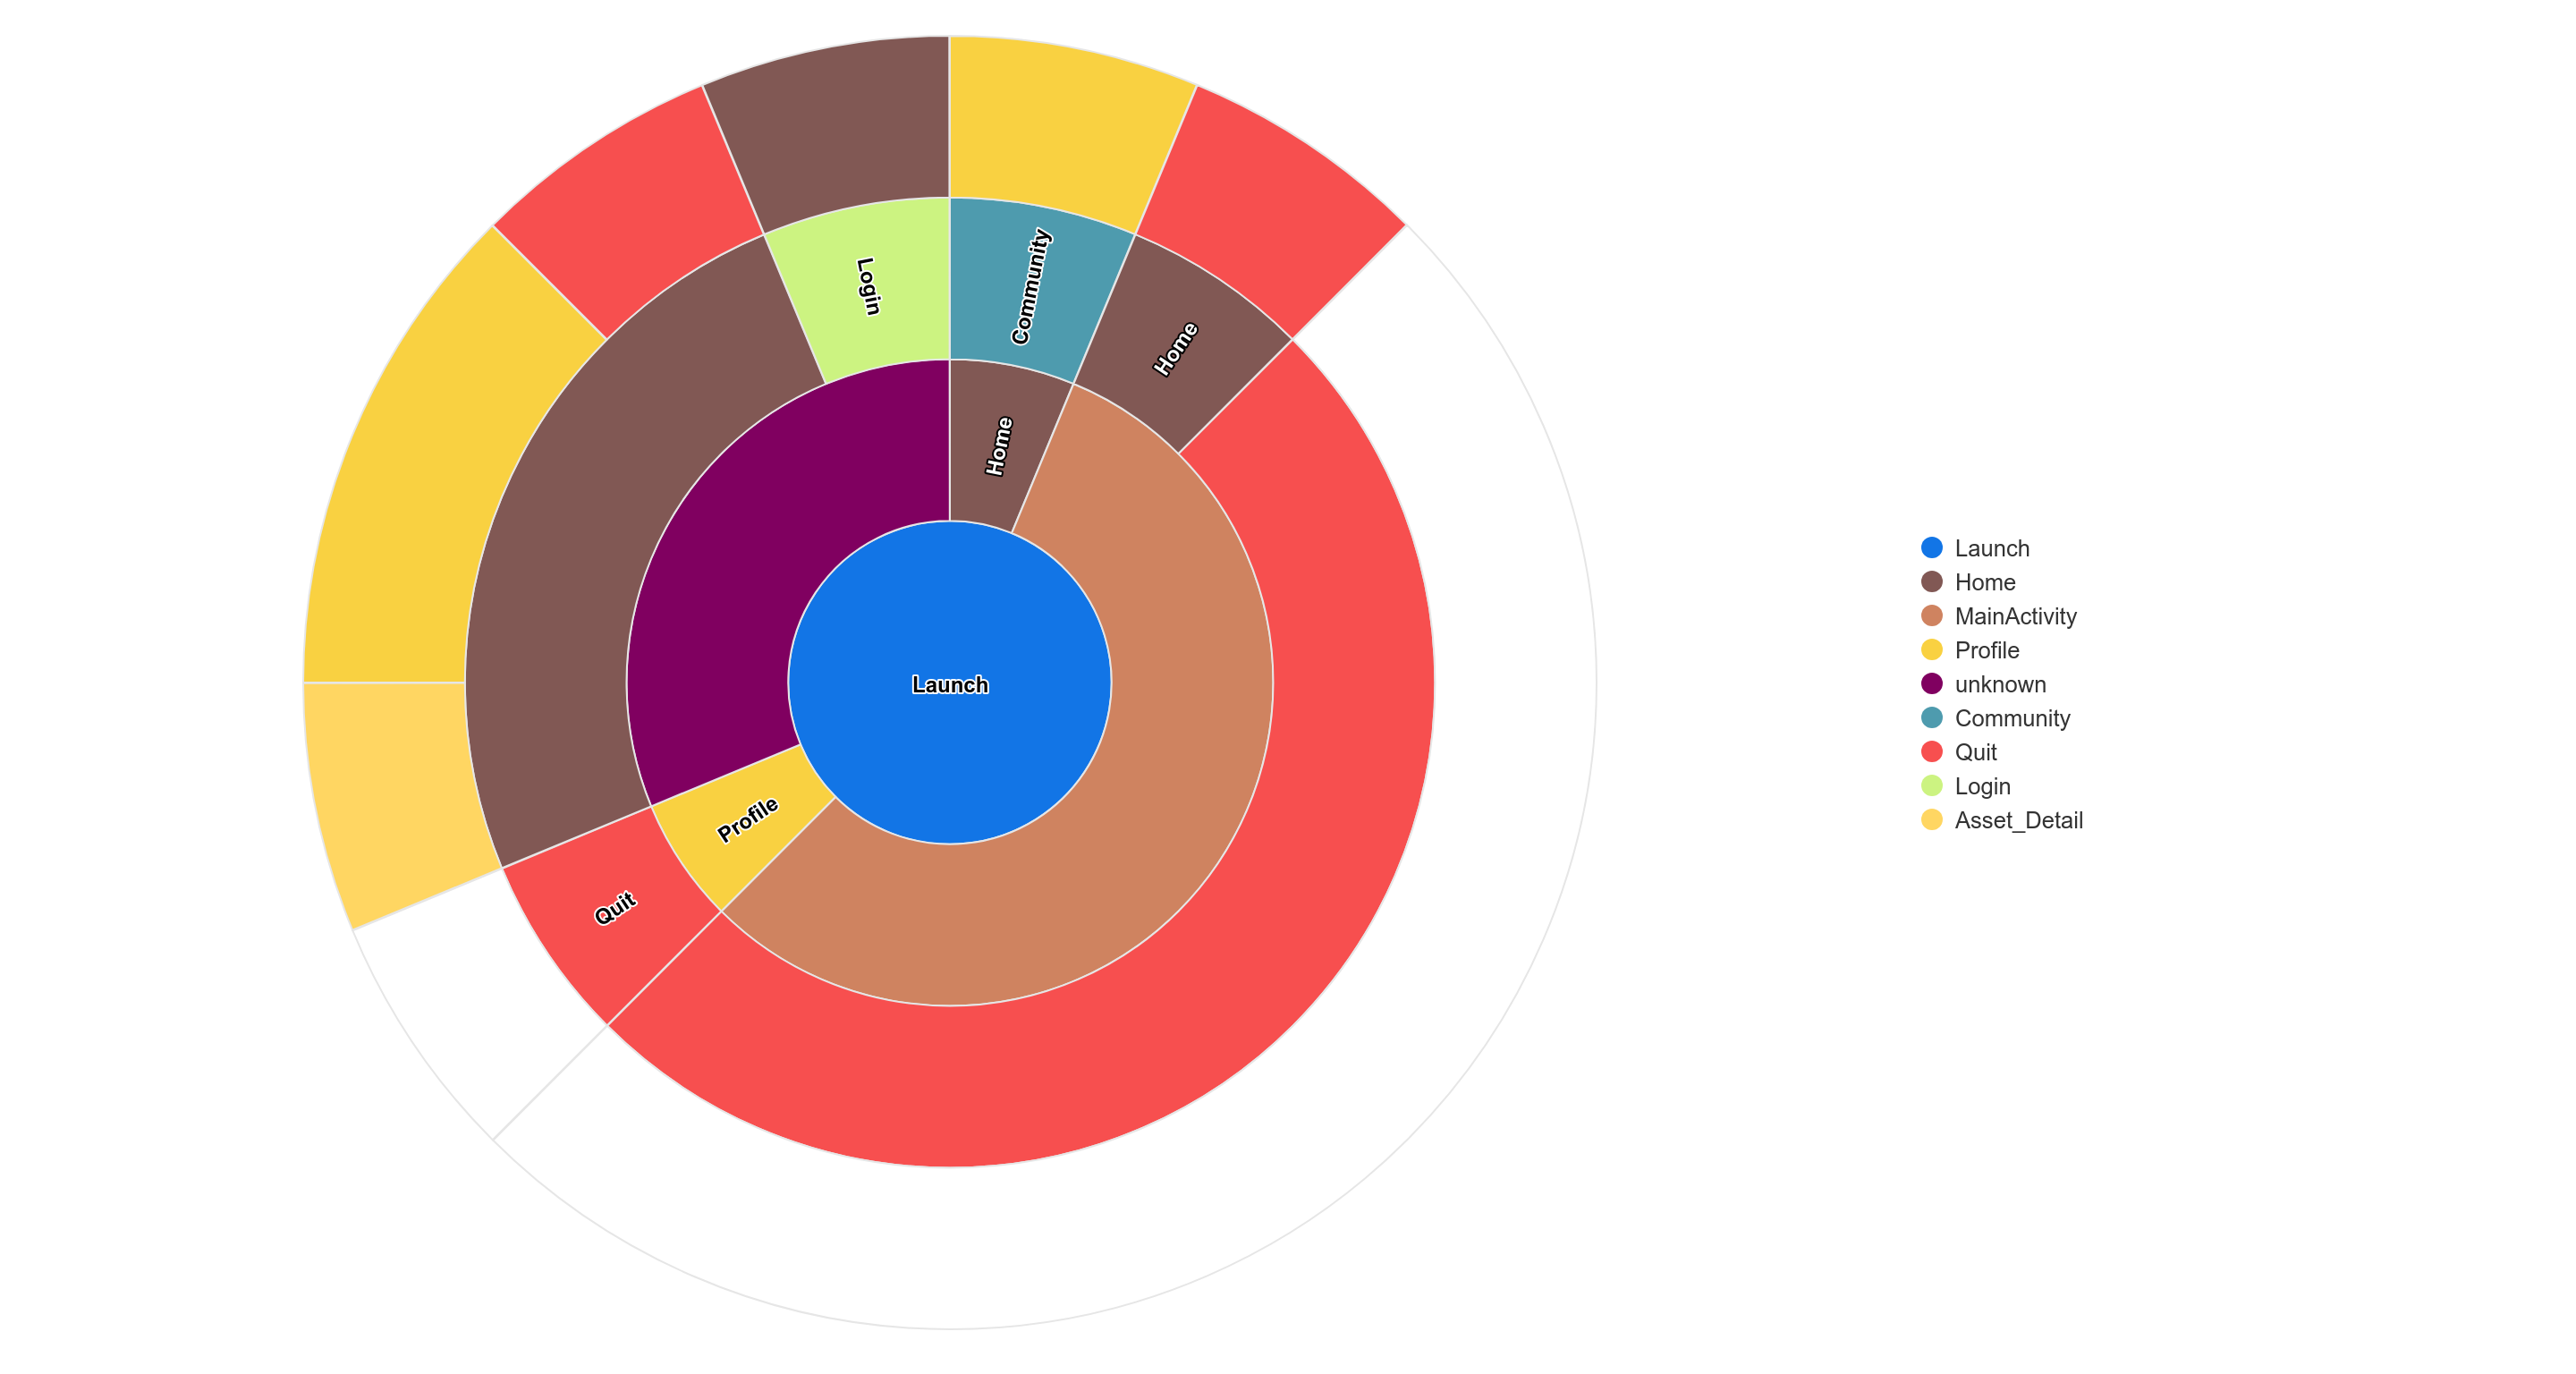 Login
Community
Home
Home
Launch
Profile
Quit
Launch
Home
MainActivity
Profile
unknown
Community
Quit
Login
Asset_Detail